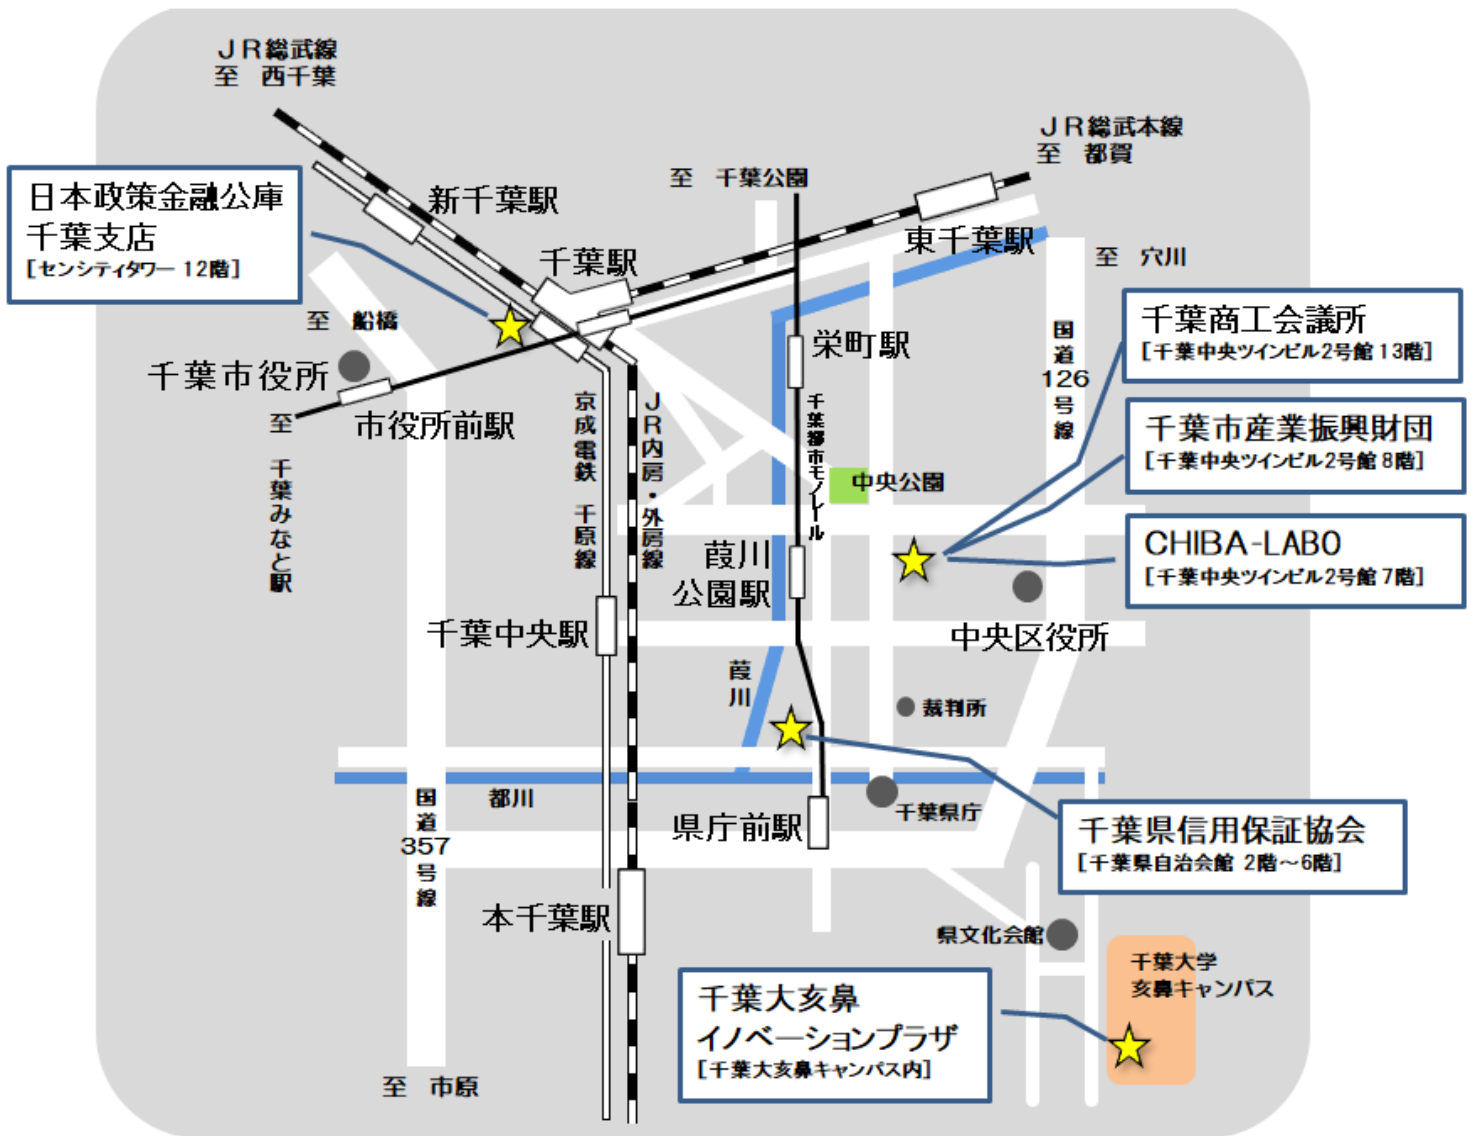 ＪＲ総武線
至　西千葉
ＪＲ総武本線
至　都賀
至　千葉公園
日本政策金融公庫
千葉支店
［センシティタワー 12階］
新千葉駅
千葉駅
東千葉駅
至　穴川
至　船橋
千葉市役所
市役所前駅
至　千葉みなと駅
栄町駅
国道126号線
千葉商工会議所
［千葉中央ツインビル2号館 13階］
千葉市産業振興財団
［千葉中央ツインビル2号館 8階］
CHIBA-LABO
［千葉中央ツインビル2号館 7階］
京成電鉄　千原線
ＪＲ内房・外房線
千葉都市モノレール
中央公園
葭川
公園駅
千葉中央駅
中央区役所
葭川
裁判所
国道357号線
都川
県庁前駅
千葉県庁
千葉県信用保証協会
［千葉県自治会館 2階～6階］
本千葉駅
県文化会館
千葉大学
亥鼻キャンパス
千葉大亥鼻
イノベーションプラザ
［千葉大亥鼻キャンパス内］
至　市原